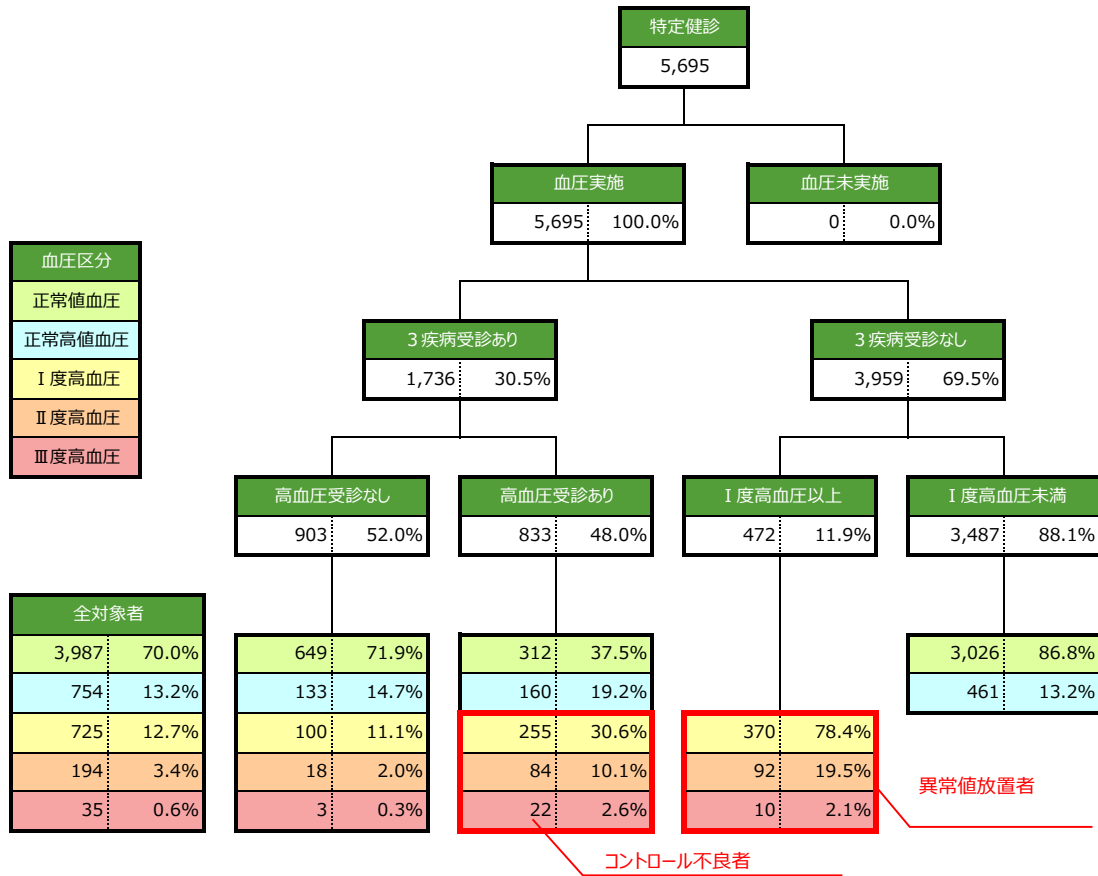 特定健診
5,695
血圧実施
5,695 100.0%
血圧未実施
0 0.0%
血圧区分
正常値血圧
正常高値血圧
Ⅰ度高血圧
Ⅱ度高血圧
Ⅲ度高血圧
3疾病受診あり
1,736 30.5%
3疾病受診なし
3,959 69.5%
高血圧受診なし
903 52.0%
高血圧受診あり
833 48.0%
Ⅰ度高血圧以上
472 11.9%
Ⅰ度高血圧未満
3,487 88.1%
全対象者
3,987 70.0%
754 13.2%
725 12.7%
194 3.4%
35 0.6%
649 71.9%
133 14.7%
100 11.1%
18 2.0%
3 0.3%
312 37.5%
160 19.2%
255 30.6%
84 10.1%
22 2.6%
370 78.4%
92 19.5%
10 2.1%
3,026 86.8%
461 13.2%
異常値放置者
コントロール不良者